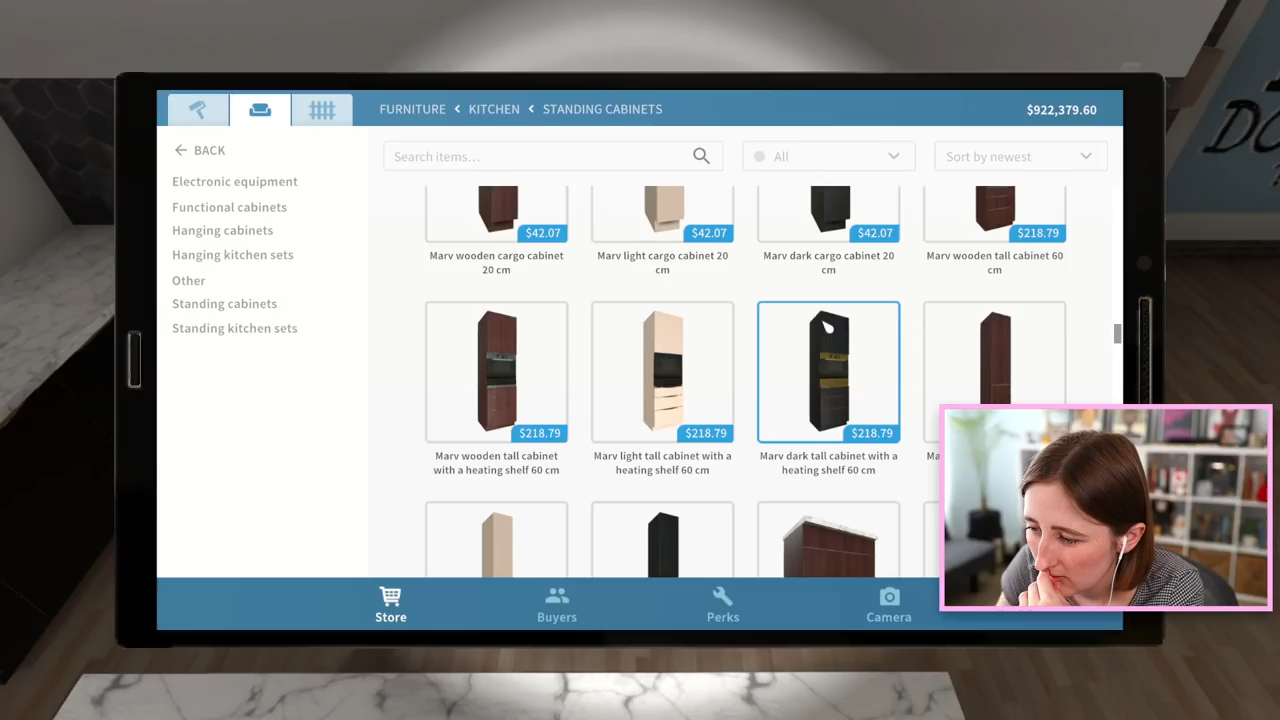 FURNITURE < KITCHEN < STANDING CABINETS
$922,379.60
BACK
Search items...
All
Sort by newest
Electronic equipment
Functional cabinets
Hanging cabinets
Hanging kitchen sets
Other
Standing cabinets
Standing kitchen sets
$42.07
$42.07
$42.07
$218.79
Marv wooden cargo cabinet
20 cm
Marv light cargo cabinet 20
cm
Marv dark cargo cabinet 20
cm
Marv wooden tall cabinet 60
cm
$218.79
$218.79
$218.79
Marv wooden tall cabinet
with a heating shelf 60 cm
Marv light tall cabinet with a
heating shelf 60 cm
Marv dark tall cabinet with a
heating shelf 60 cm
Store
Buyers
Perks
Camera